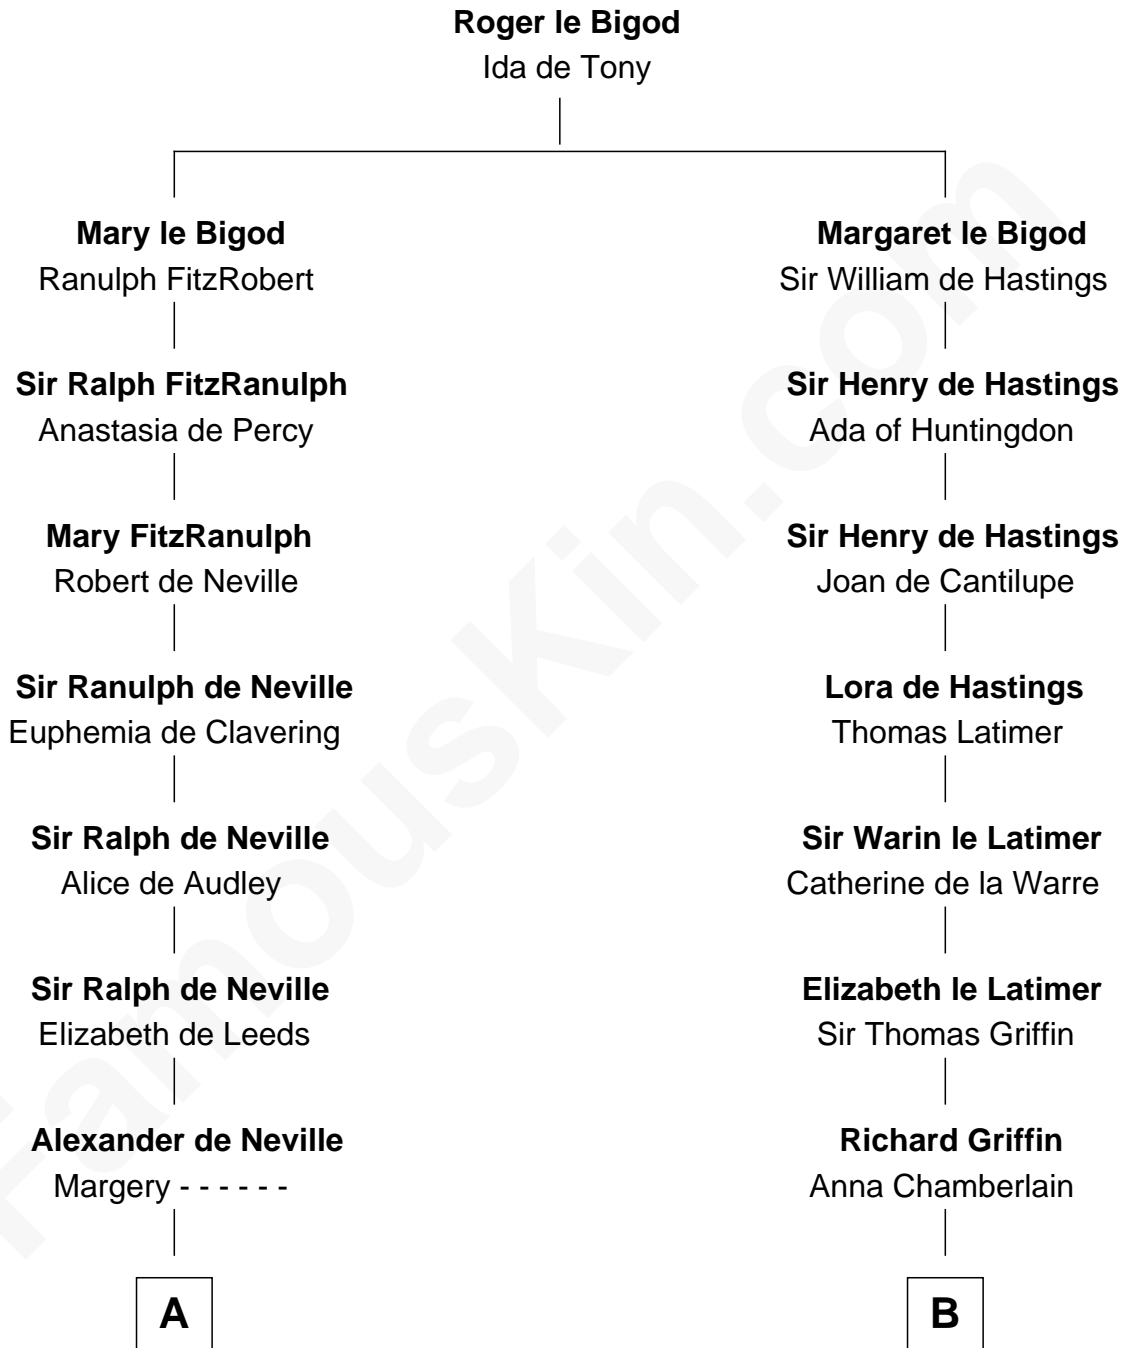 Roger le Bigod
Ida de Tony
Mary le Bigod
Ranulph FitzRobert
Margaret le Bigod
Sir William de Hastings
Sir Ralph FitzRanulph
Anastasia de Percy
Sir Henry de Hastings
Ada of Huntingdon
Mary FitzRanulph
Robert de Neville
Sir Henry de Hastings
Joan de Cantilupe
Sir Ranulph de Neville
Euphemia de Clavering
Lora de Hastings
Thomas Latimer
Sir Ralph de Neville
Alice de Audley
Sir Warin le Latimer
Catherine de la Warre
Sir Ralph de Neville
Elizabeth de Leeds
Elizabeth le Latimer
Sir Thomas Griffin
Alexander de Neville
Margery - - - - - -
Richard Griffin
Anna Chamberlain
A
B
FamousKin.com